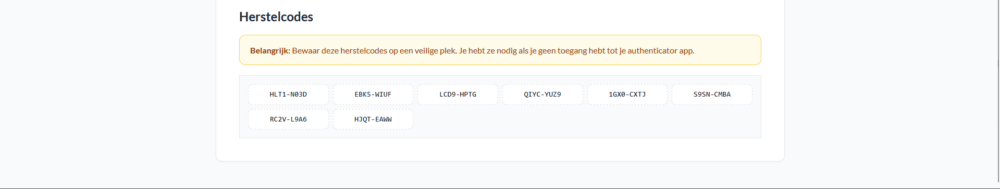 Herstelcodes
Belangrijk: Bewaar deze herstelcodes op een veilige plek. Je hebt ze nodig als je geen toegang hebt tot je authenticator app.
HLT1-N03D EBK5-WIUF LCD9-HPTG QIYC-YUZ9 1GX0-CXTJ S9SN-CMBA
RC2V-L9A6 HJQT-EAWW